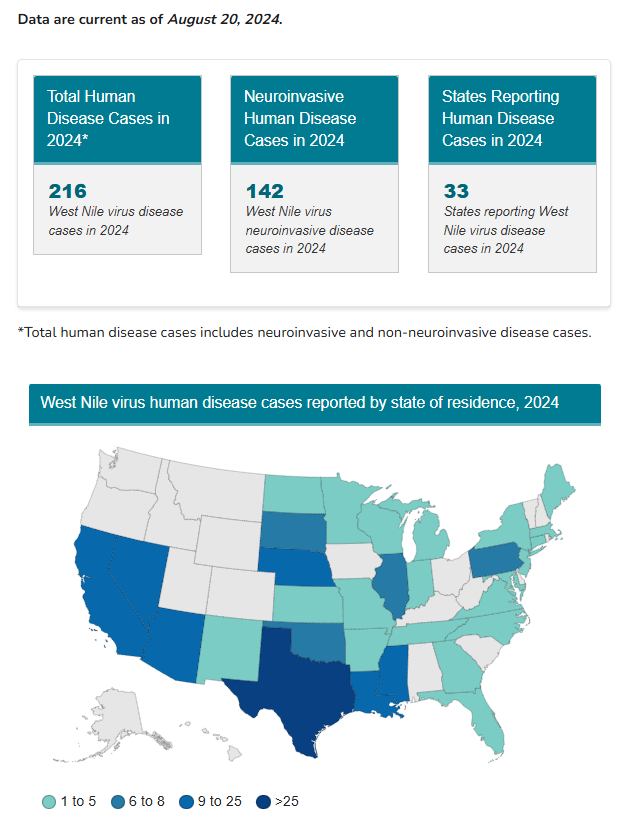 Data are current as of August 20, 2024.
Total Human
Disease Cases in
2024*
216
West Nile virus disease
cases in 2024
Neuroinvasive
Human Disease
Cases in 2024
142
West Nile virus
neuroinvasive disease
cases in 2024
States Reporting
Human Disease
Cases in 2024
33
States reporting West
Nile virus disease
cases in 2024
*Total human disease cases includes neuroinvasive and non-neuroinvasive disease cases.
West Nile virus human disease cases reported by state of residence, 2024
1 to 5 6 to 8 9 to 25 >25